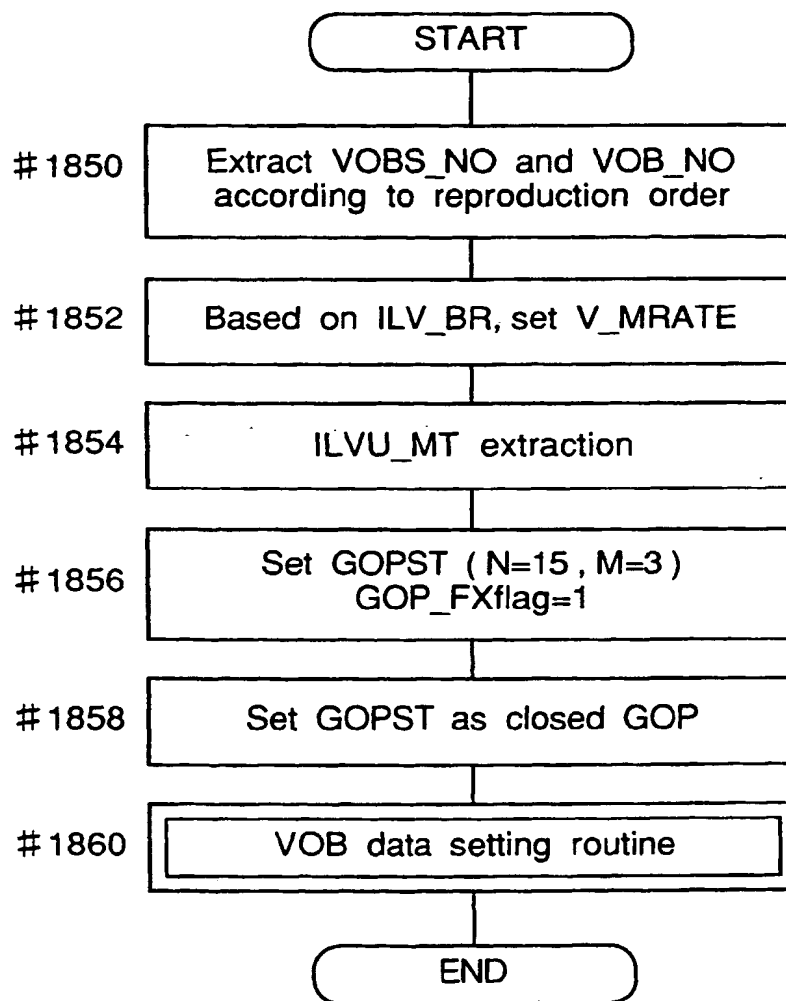 START
#1850 Extract VOBS_NO and VOB_NO
according to reproduction order
#1852 Based on ILV_BR, set V_MRATE
#1854 ILVU_MT extraction
#1856 Set GOPST (N=15, M=3)
GOP_FXflag=1
#1858 Set GOPST as closed GOP
#1860 VOB data setting routine
END